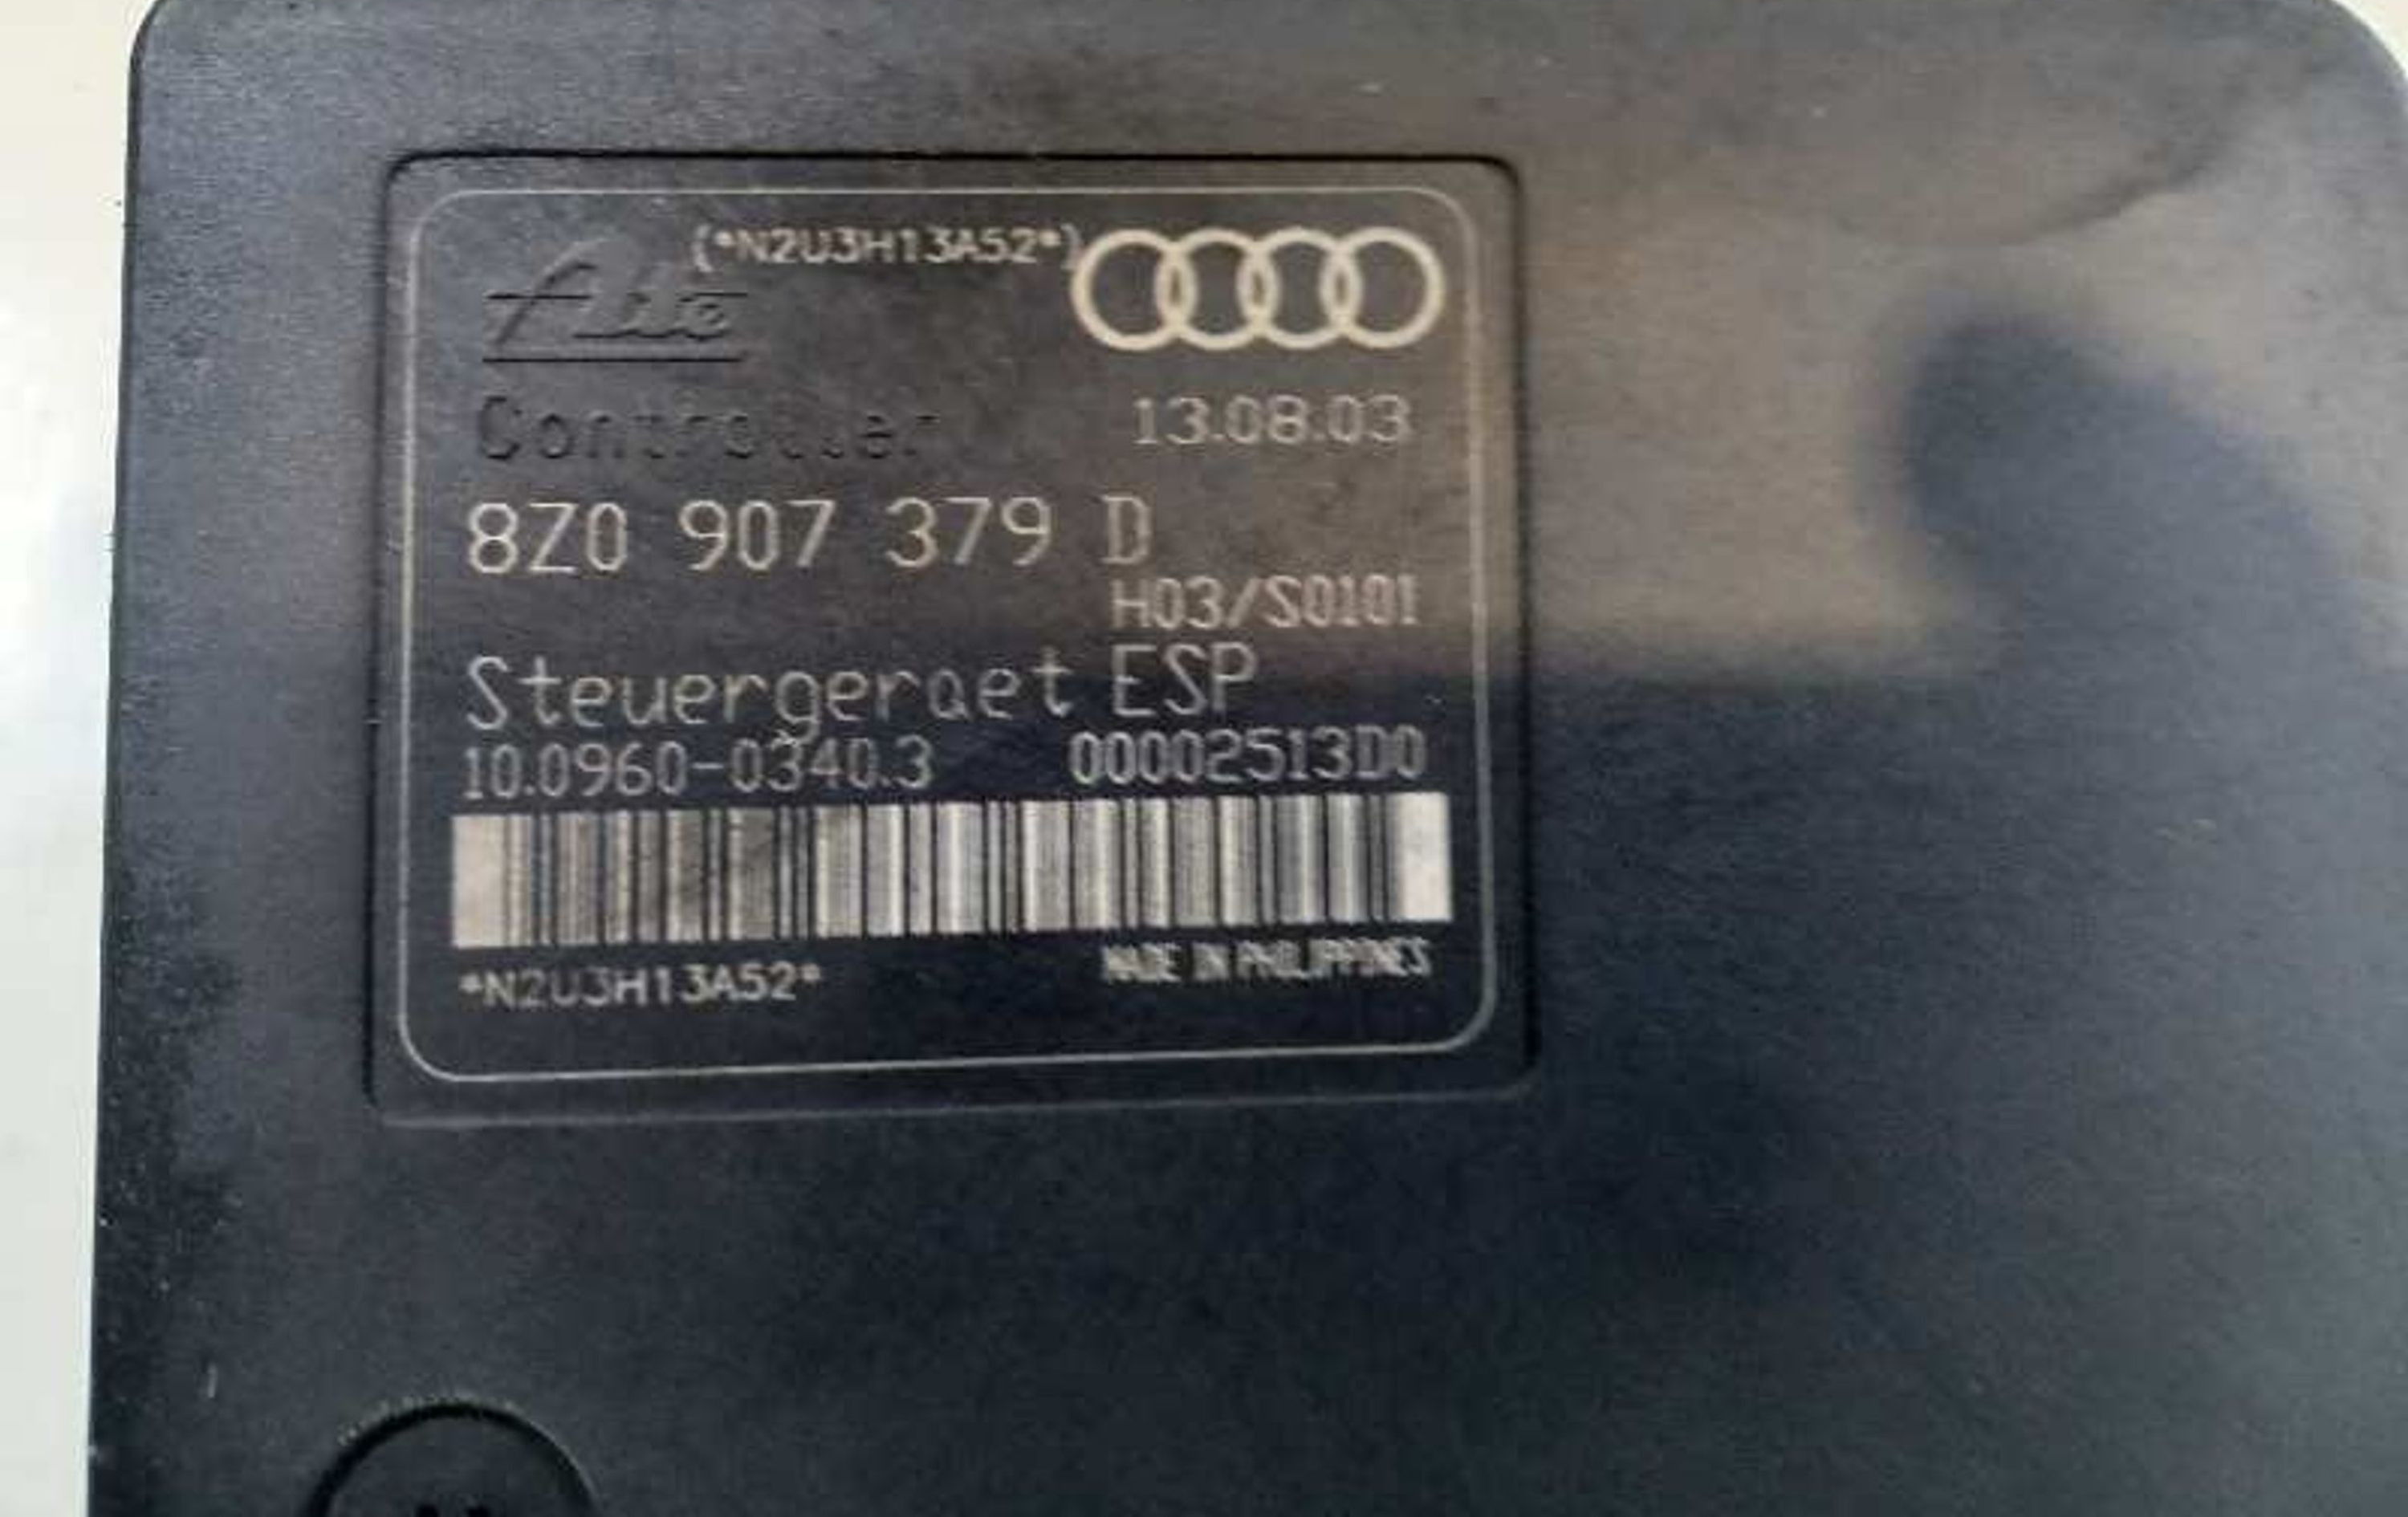 (*N2U3H13A52*)
Ate
Controller 13.08.03
8Z0 907 379 D
H03/S0101
Steuergeraet ESP
10.0960-0340.3 00002513D0
*N2U3H13A52* MADE IN PHILIPPINES